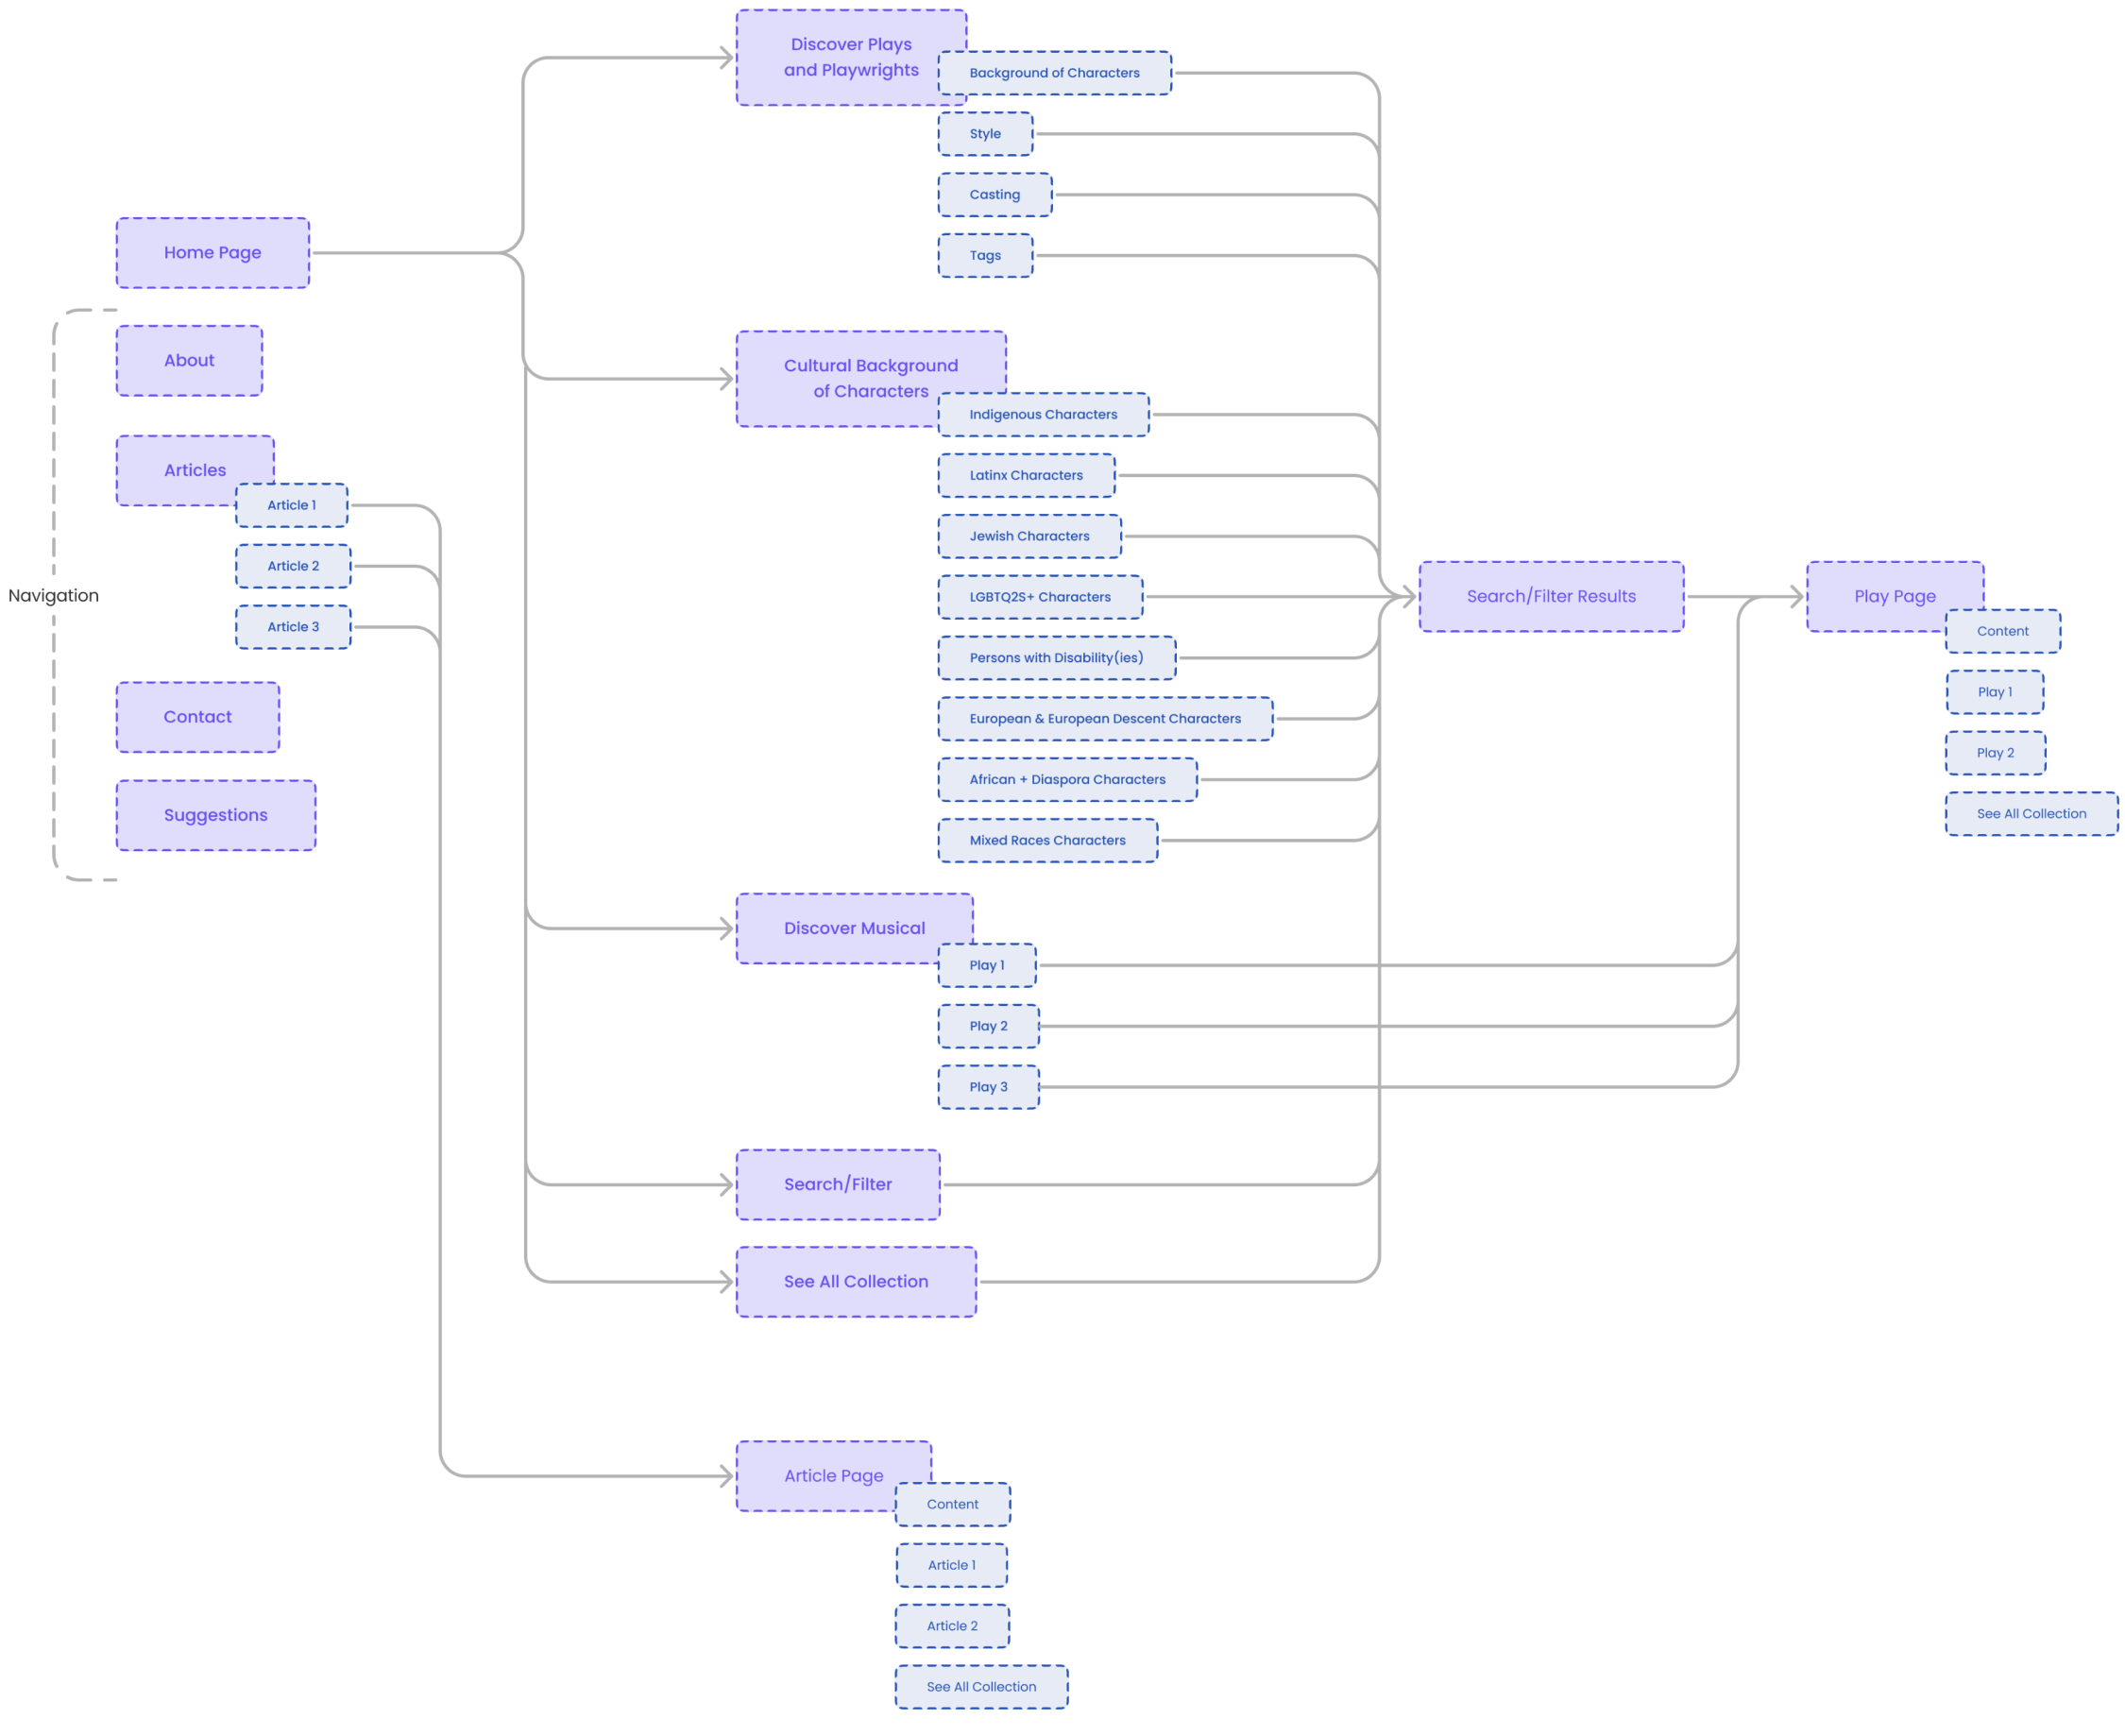 Home Page
Navigation
About
Articles
Article 1
Article 2
Article 3
Contact
Suggestions
Discover Plays
and Playwrights
Background of Characters
Style
Casting
Tags
Cultural Background
of Characters
Indigenous Characters
Latinx Characters
Jewish Characters
LGBTQ2S+ Characters
Persons with Disability(ies)
European & European Descent Characters
African + Diaspora Characters
Mixed Races Characters
Discover Musical
Play 1
Play 2
Play 3
Search/Filter
See All Collection
Article Page
Content
Article 1
Article 2
See All Collection
Search/Filter Results
Play Page
Content
Play 1
Play 2
See All Collection